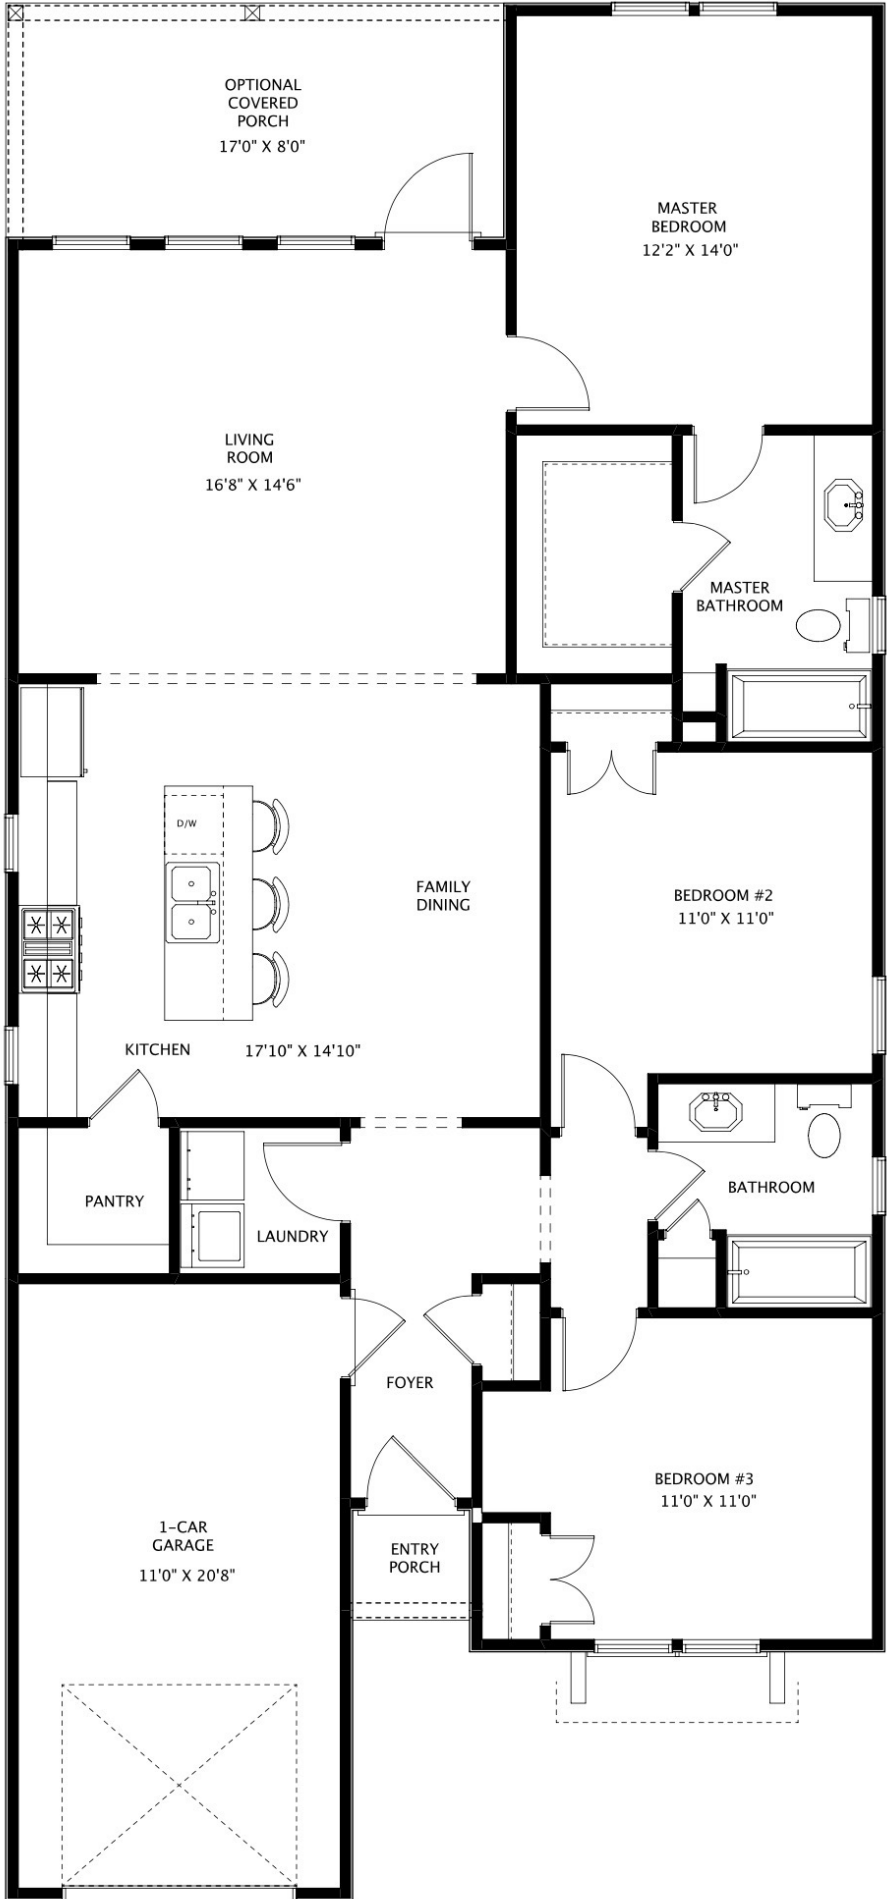 OPTIONAL
COVERED
PORCH
17'0" X 8'0"
MASTER
BEDROOM
12'2" X 14'0"
LIVING
ROOM
16'8" X 14'6"
MASTER
BATHROOM
D/W
FAMILY
DINING
BEDROOM #2
11'0" X 11'0"
KITCHEN
17'10" X 14'10"
PANTRY
LAUNDRY
BATHROOM
FOYER
BEDROOM #3
11'0" X 11'0"
1-CAR
GARAGE
11'0" X 20'8"
ENTRY
PORCH